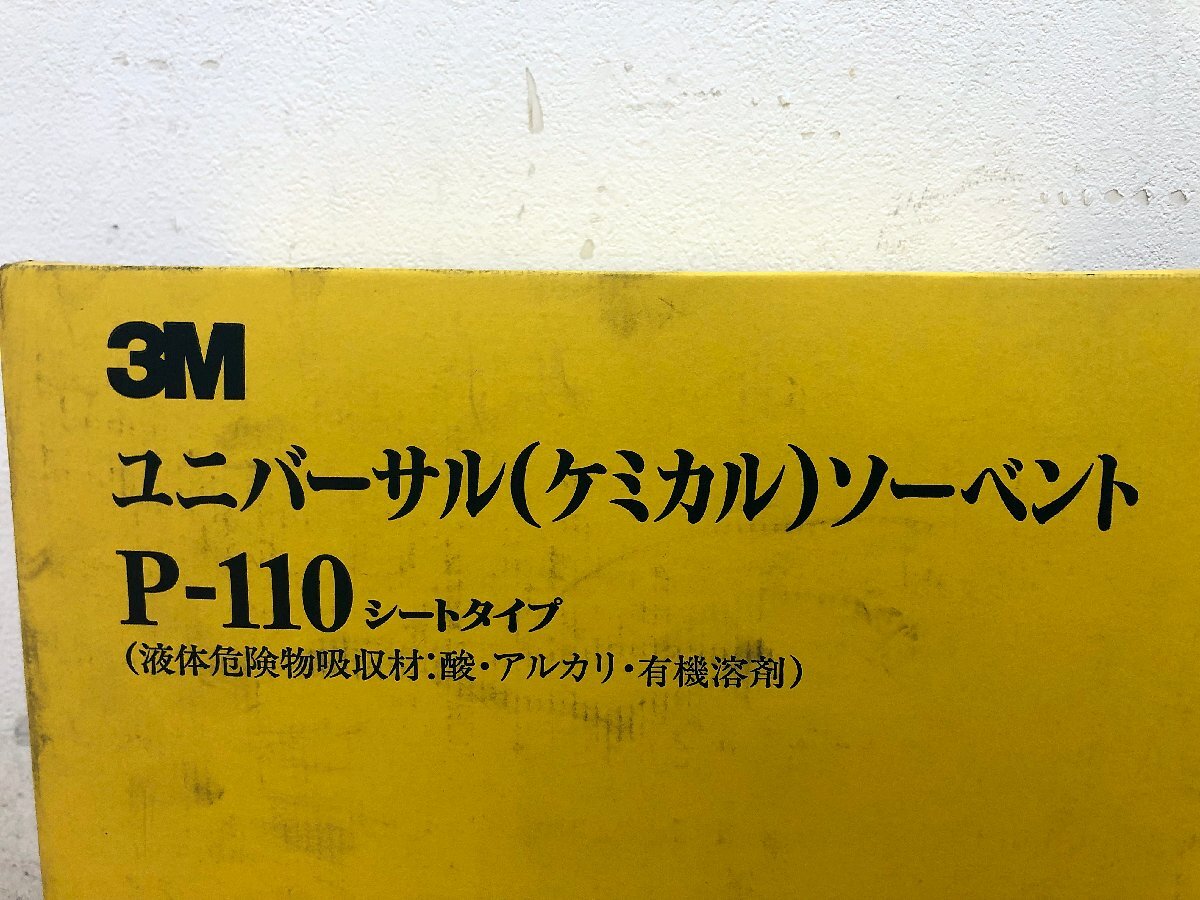 3M
ユニバーサル(ケミカル)ソーベント
P-110 シートタイプ
(液体危険物吸収材:酸・アルカリ・有機溶剤)